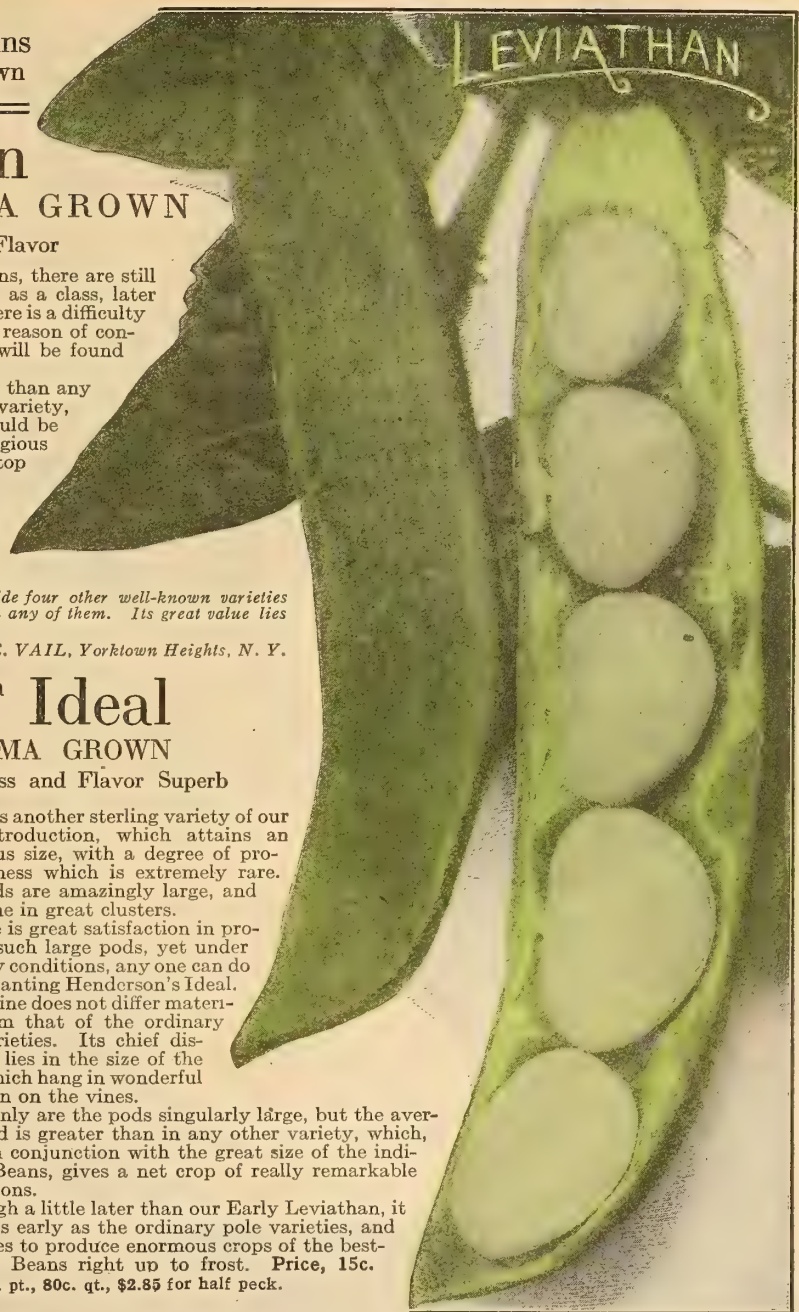 LEVIATHAN
ns
wn
n
A GROWN
Flavor
ns, there are still
as a class, later
ere is a difficulty
reason of con-
will be found
than any
variety,
uld be
gious
top
de four other well-known varieties
any of them. Its great value lies
E. VAIL, Yorktown Heights, N. Y.
Ideal
MA GROWN
ss and Flavor Superb
s another sterling variety of our
troduction, which attains an
us size, with a degree of pro-
ness which is extremely rare.
ds are amazingly large, and
ne in great clusters.
e is great satisfaction in pro-
such large pods, yet under
y conditions, any one can do
lanting Henderson's Ideal.
ine does not differ materi-
m that of the ordinary
rieties. Its chief dis-
lies in the size of the
hich hang in wonderful
n on the vines.
nly are the pods singularly large, but the aver-
d is greater than in any other variety, which,
conjunction with the great size of the indi-
Beans, gives a net crop of really remarkable
ons.
gh a little later than our Early Leviathan, it
s early as the ordinary pole varieties, and
es to produce enormous crops of the best-
Beans right up to frost. Price, 15c.
pt., 80c. qt., $2.85 for half peck.